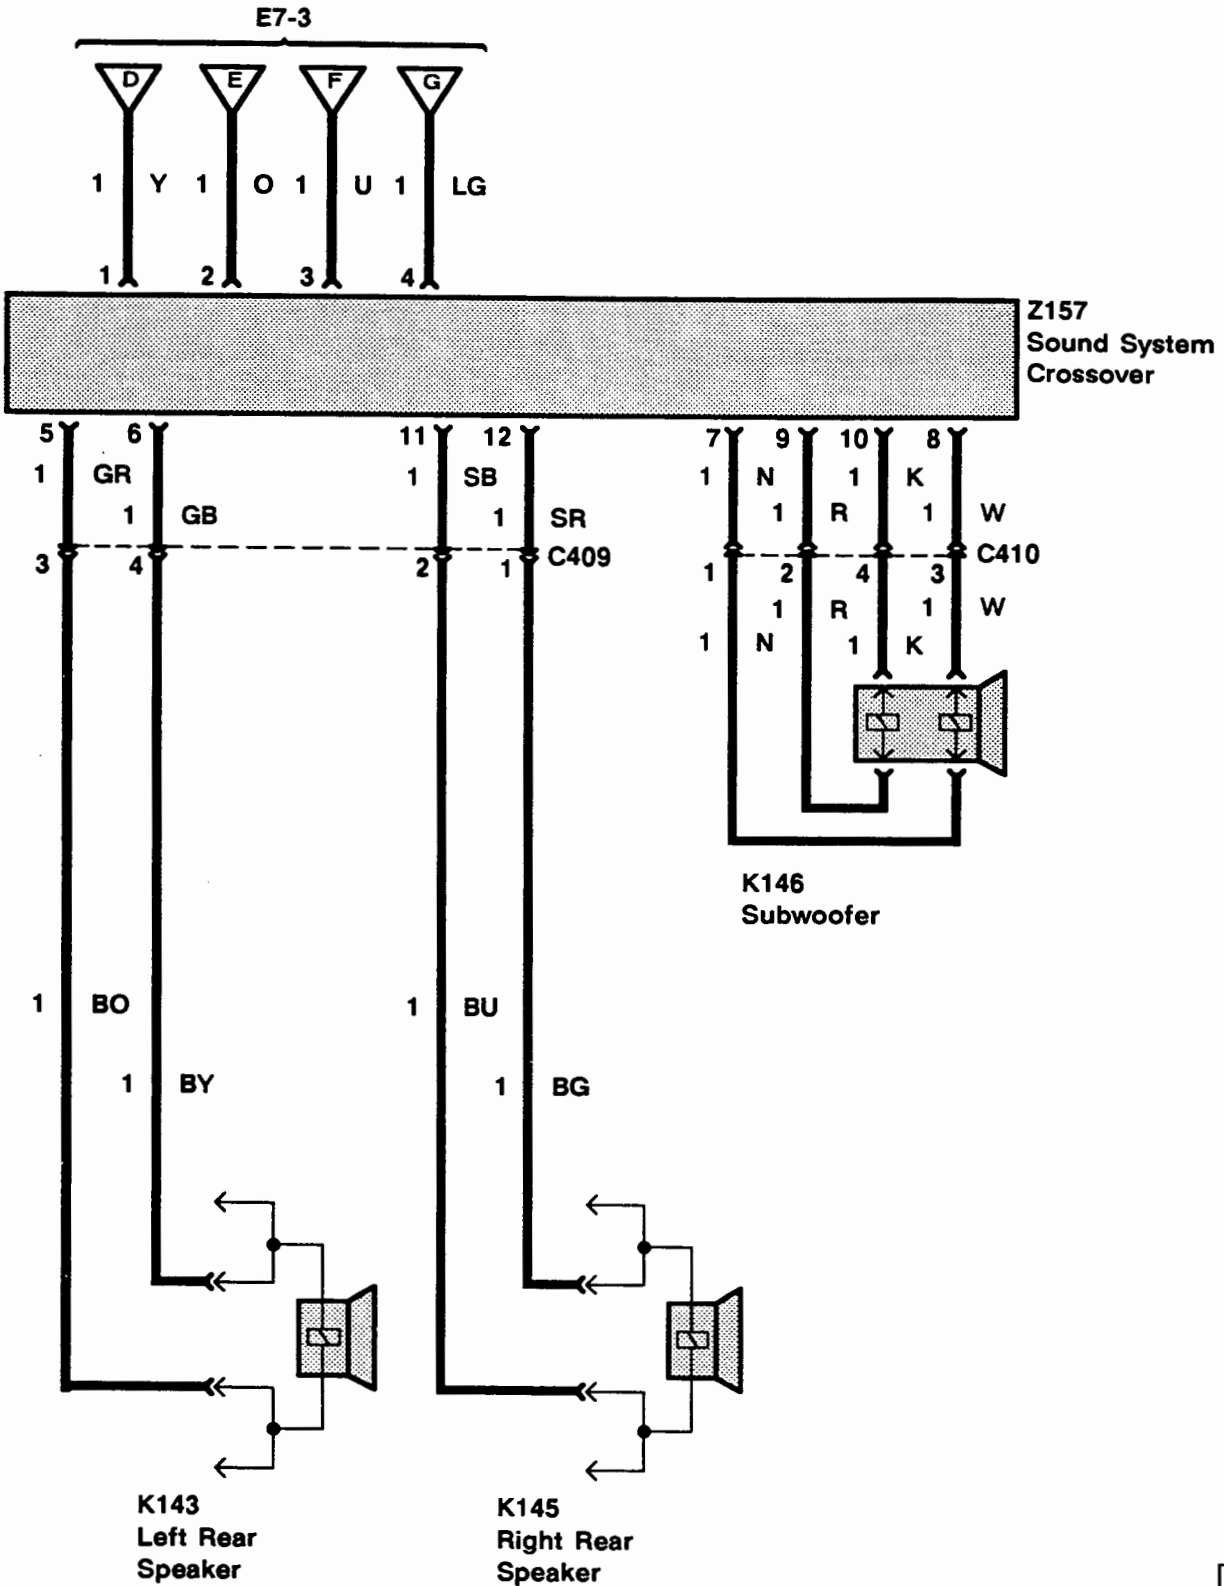 E7-3
D E F G
1 Y 1 O 1 U 1 LG
1 2 3 4
Z157
Sound System
Crossover
5 6 11 12 7 9 10 8
1 GR 1 SB 1 N 1 K
1 GB 1 SR 1 R 1 W
C409 C410
3 4 2 1 1 2 4 3
1 R 1 W
1 N 1 K
K146
Subwoofer
1 BO 1 BU
1 BY 1 BG
K143
Left Rear
Speaker
K145
Right Rear
Speaker